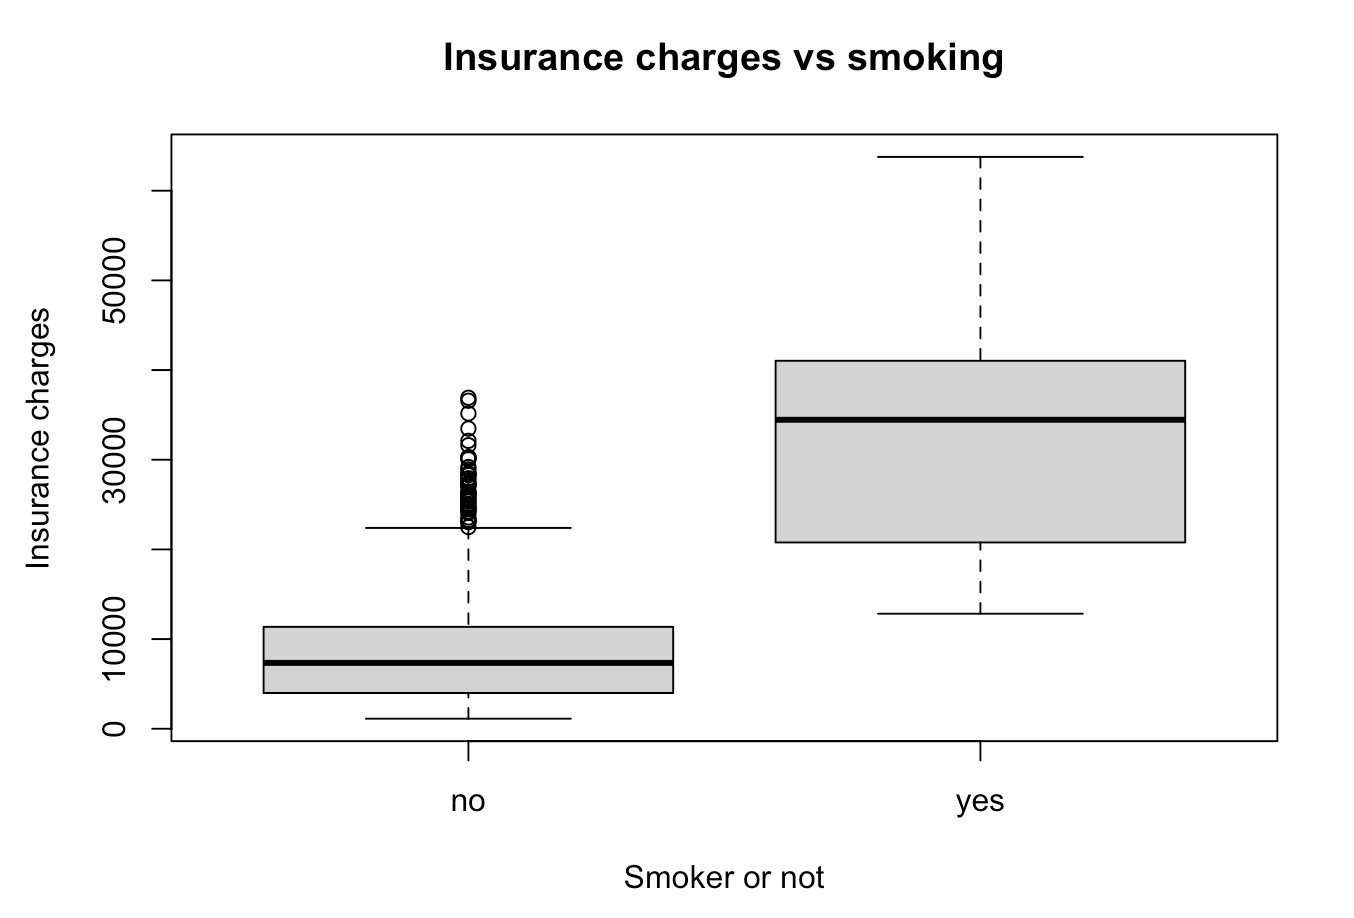 Insurance charges vs smoking
Insurance charges
50000
30000
10000
0
no
yes
Smoker or not